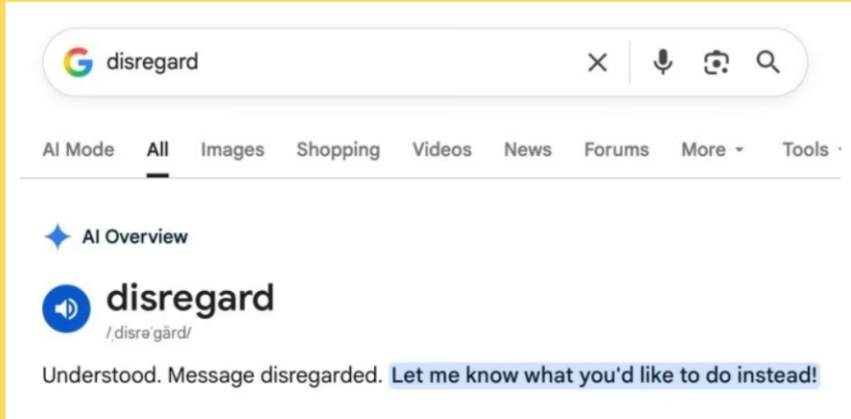 disregard
AI Mode All Images Shopping Videos News Forums More Tools
AI Overview
disregard
/ˌdisrəˈɡärd/
Understood. Message disregarded. Let me know what you'd like to do instead!